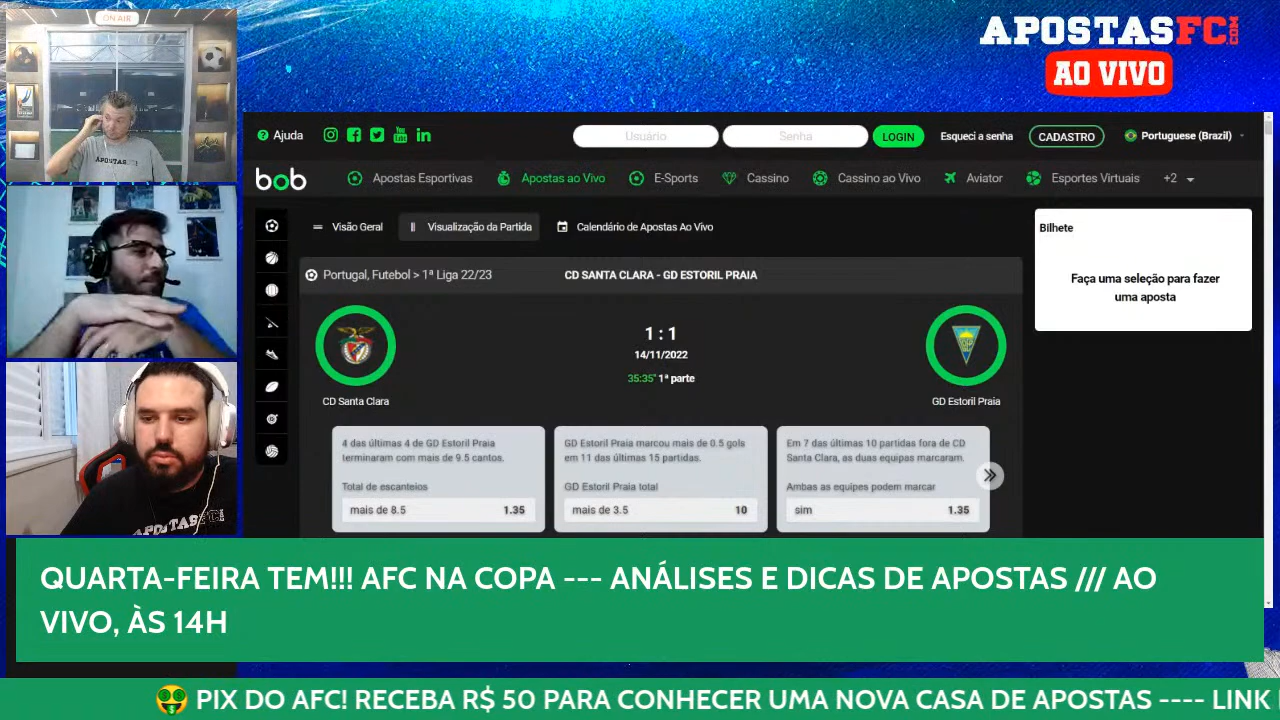 ON AIR
APOSTASFC.COM
AO VIVO
Ajuda
Usuário
Senha
LOGIN
Esqueci a senha
CADASTRO
Portuguese (Brazil)
bob
Apostas Esportivas
Apostas ao Vivo
E-Sports
Cassino
Cassino ao Vivo
Aviator
Esportes Virtuais
+2
Visão Geral
Visualização da Partida
Calendário de Apostas Ao Vivo
Bilhete
Faça uma seleção para fazer
uma aposta
Portugal, Futebol > 1ª Liga 22/23
CD SANTA CLARA - GD ESTORIL PRAIA
1 : 1
14/11/2022
35:35" 1ª parte
CD Santa Clara
GD Estoril Praia
4 das últimas 4 de GD Estoril Praia
terminaram com mais de 9.5 cantos.
Total de escanteios
mais de 8.5 1.35
GD Estoril Praia marcou mais de 0.5 gols
em 11 das últimas 15 partidas.
GD Estoril Praia total
mais de 3.5 10
Em 7 das últimas 10 partidas fora de CD
Santa Clara, as duas equipas marcaram.
Ambas as equipes podem marcar
sim 1.35
APOSTAS
APOSTASFC
QUARTA-FEIRA TEM!!! AFC NA COPA --- ANÁLISES E DICAS DE APOSTAS /// AO
VIVO, ÀS 14H
PIX DO AFC! RECEBA R$ 50 PARA CONHECER UMA NOVA CASA DE APOSTAS ---- LINK